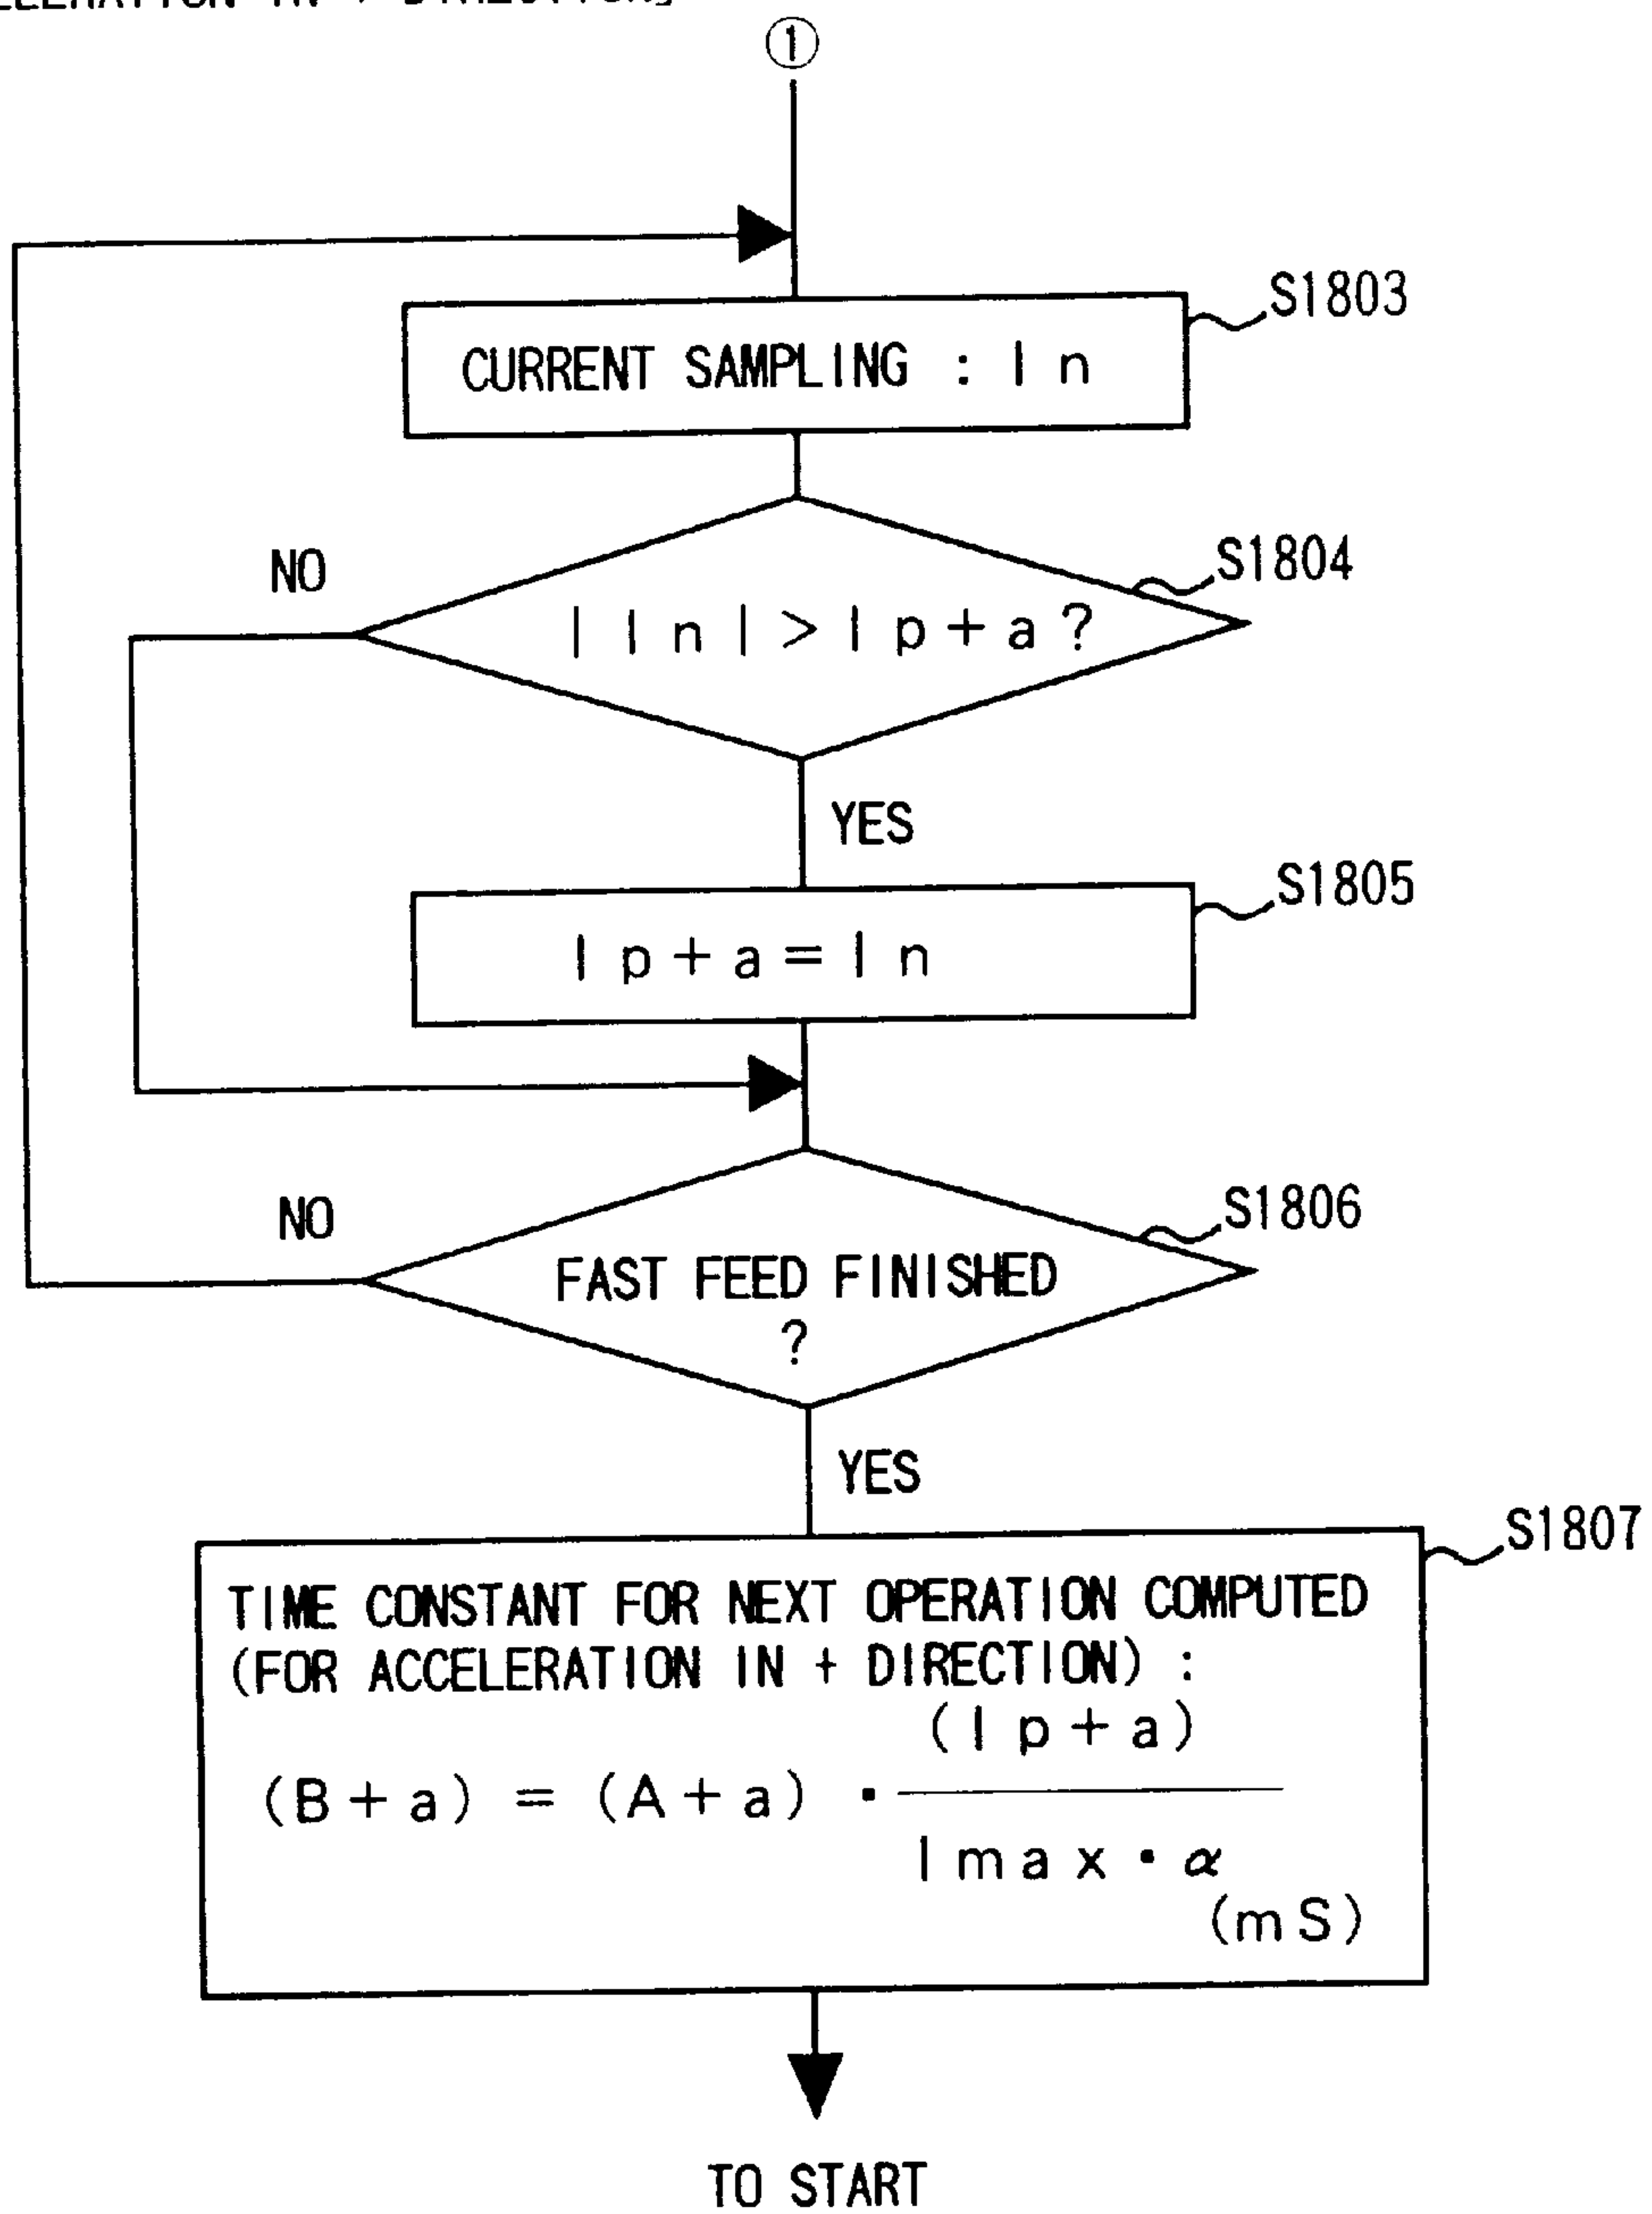 ①
S1803
CURRENT SAMPLING : I n
S1804
NO
| I n | > I p + a ?
YES
S1805
I p + a = I n
S1806
NO
FAST FEED FINISHED
?
YES
S1807
TIME CONSTANT FOR NEXT OPERATION COMPUTED
(FOR ACCELERATION IN + DIRECTION) :
( I p + a )
( B + a ) = ( A + a ) ·
I m a x · α
( m S )
TO START